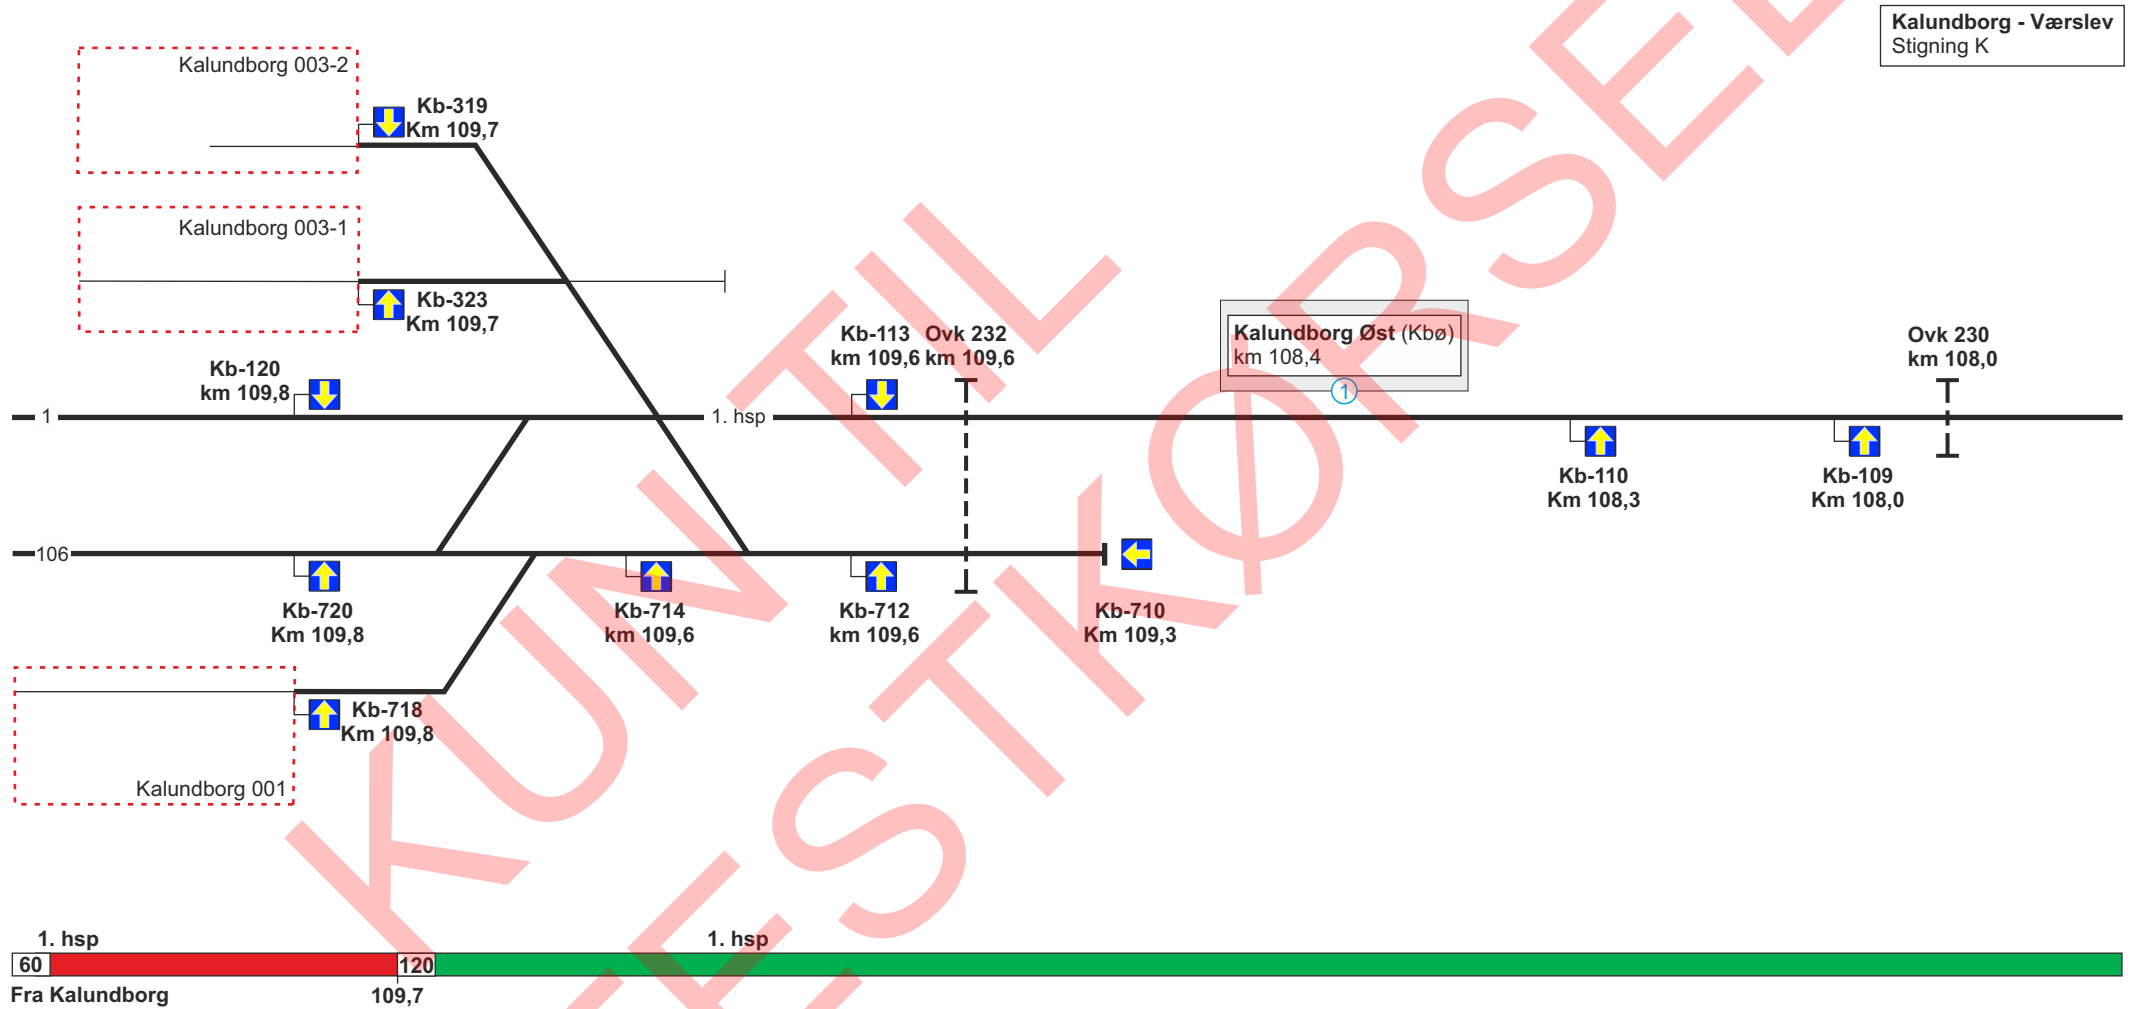 Kalundborg - Værslev
Stigning K
Kalundborg 003-2
Kb-319
Km 109,7
Kalundborg 003-1
Kb-323
Km 109,7
Kb-120
km 109,8
Kb-113
km 109,6
Ovk 232
km 109,6
Kalundborg Øst (Kbø)
km 108,4
1
Ovk 230
km 108,0
1
1. hsp
Kb-110
Km 108,3
Kb-109
Km 108,0
106
Kb-720
Km 109,8
Kb-714
km 109,6
Kb-712
km 109,6
Kb-710
Km 109,3
Kb-718
Km 109,8
Kalundborg 001
1. hsp
1. hsp
60
120
Fra Kalundborg
109,7
KUN TIL
ESTKØRSEL